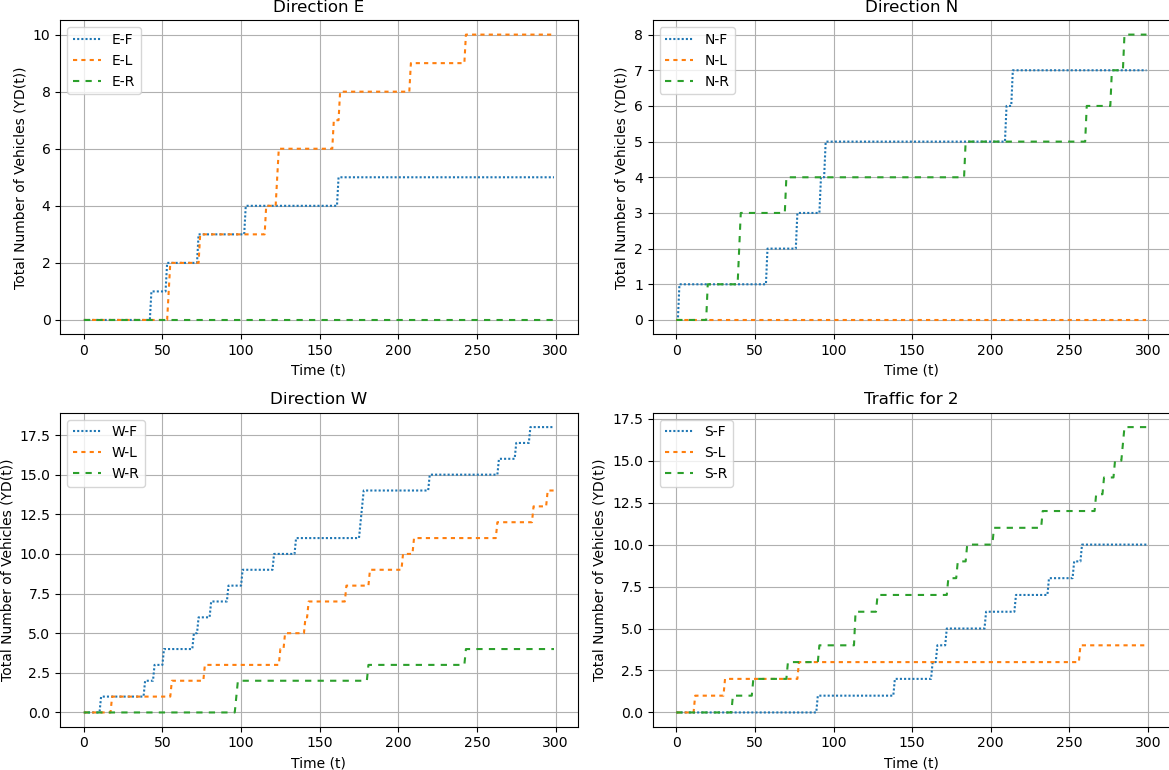 Direction E
E-F
E-L
E-R
Total Number of Vehicles (YD(t))
10
8
6
4
2
0
0 50 100 150 200 250 300
Time (t)
Direction N
N-F
N-L
N-R
Total Number of Vehicles (YD(t))
8
7
6
5
4
3
2
1
0
0 50 100 150 200 250 300
Time (t)
Direction W
W-F
W-L
W-R
Total Number of Vehicles (YD(t))
17.5
15.0
12.5
10.0
7.5
5.0
2.5
0.0
0 50 100 150 200 250 300
Time (t)
Traffic for 2
S-F
S-L
S-R
Total Number of Vehicles (YD(t))
17.5
15.0
12.5
10.0
7.5
5.0
2.5
0.0
0 50 100 150 200 250 300
Time (t)